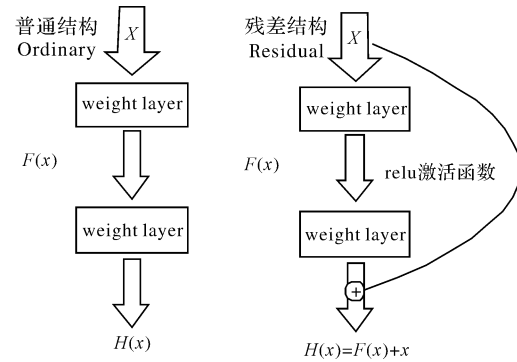 普通结构
Ordinary
X
weight layer
F(x)
weight layer
H(x)
残差结构
Residual
X
weight layer
F(x)
relu激活函数
weight layer
+
H(x)=F(x)+x